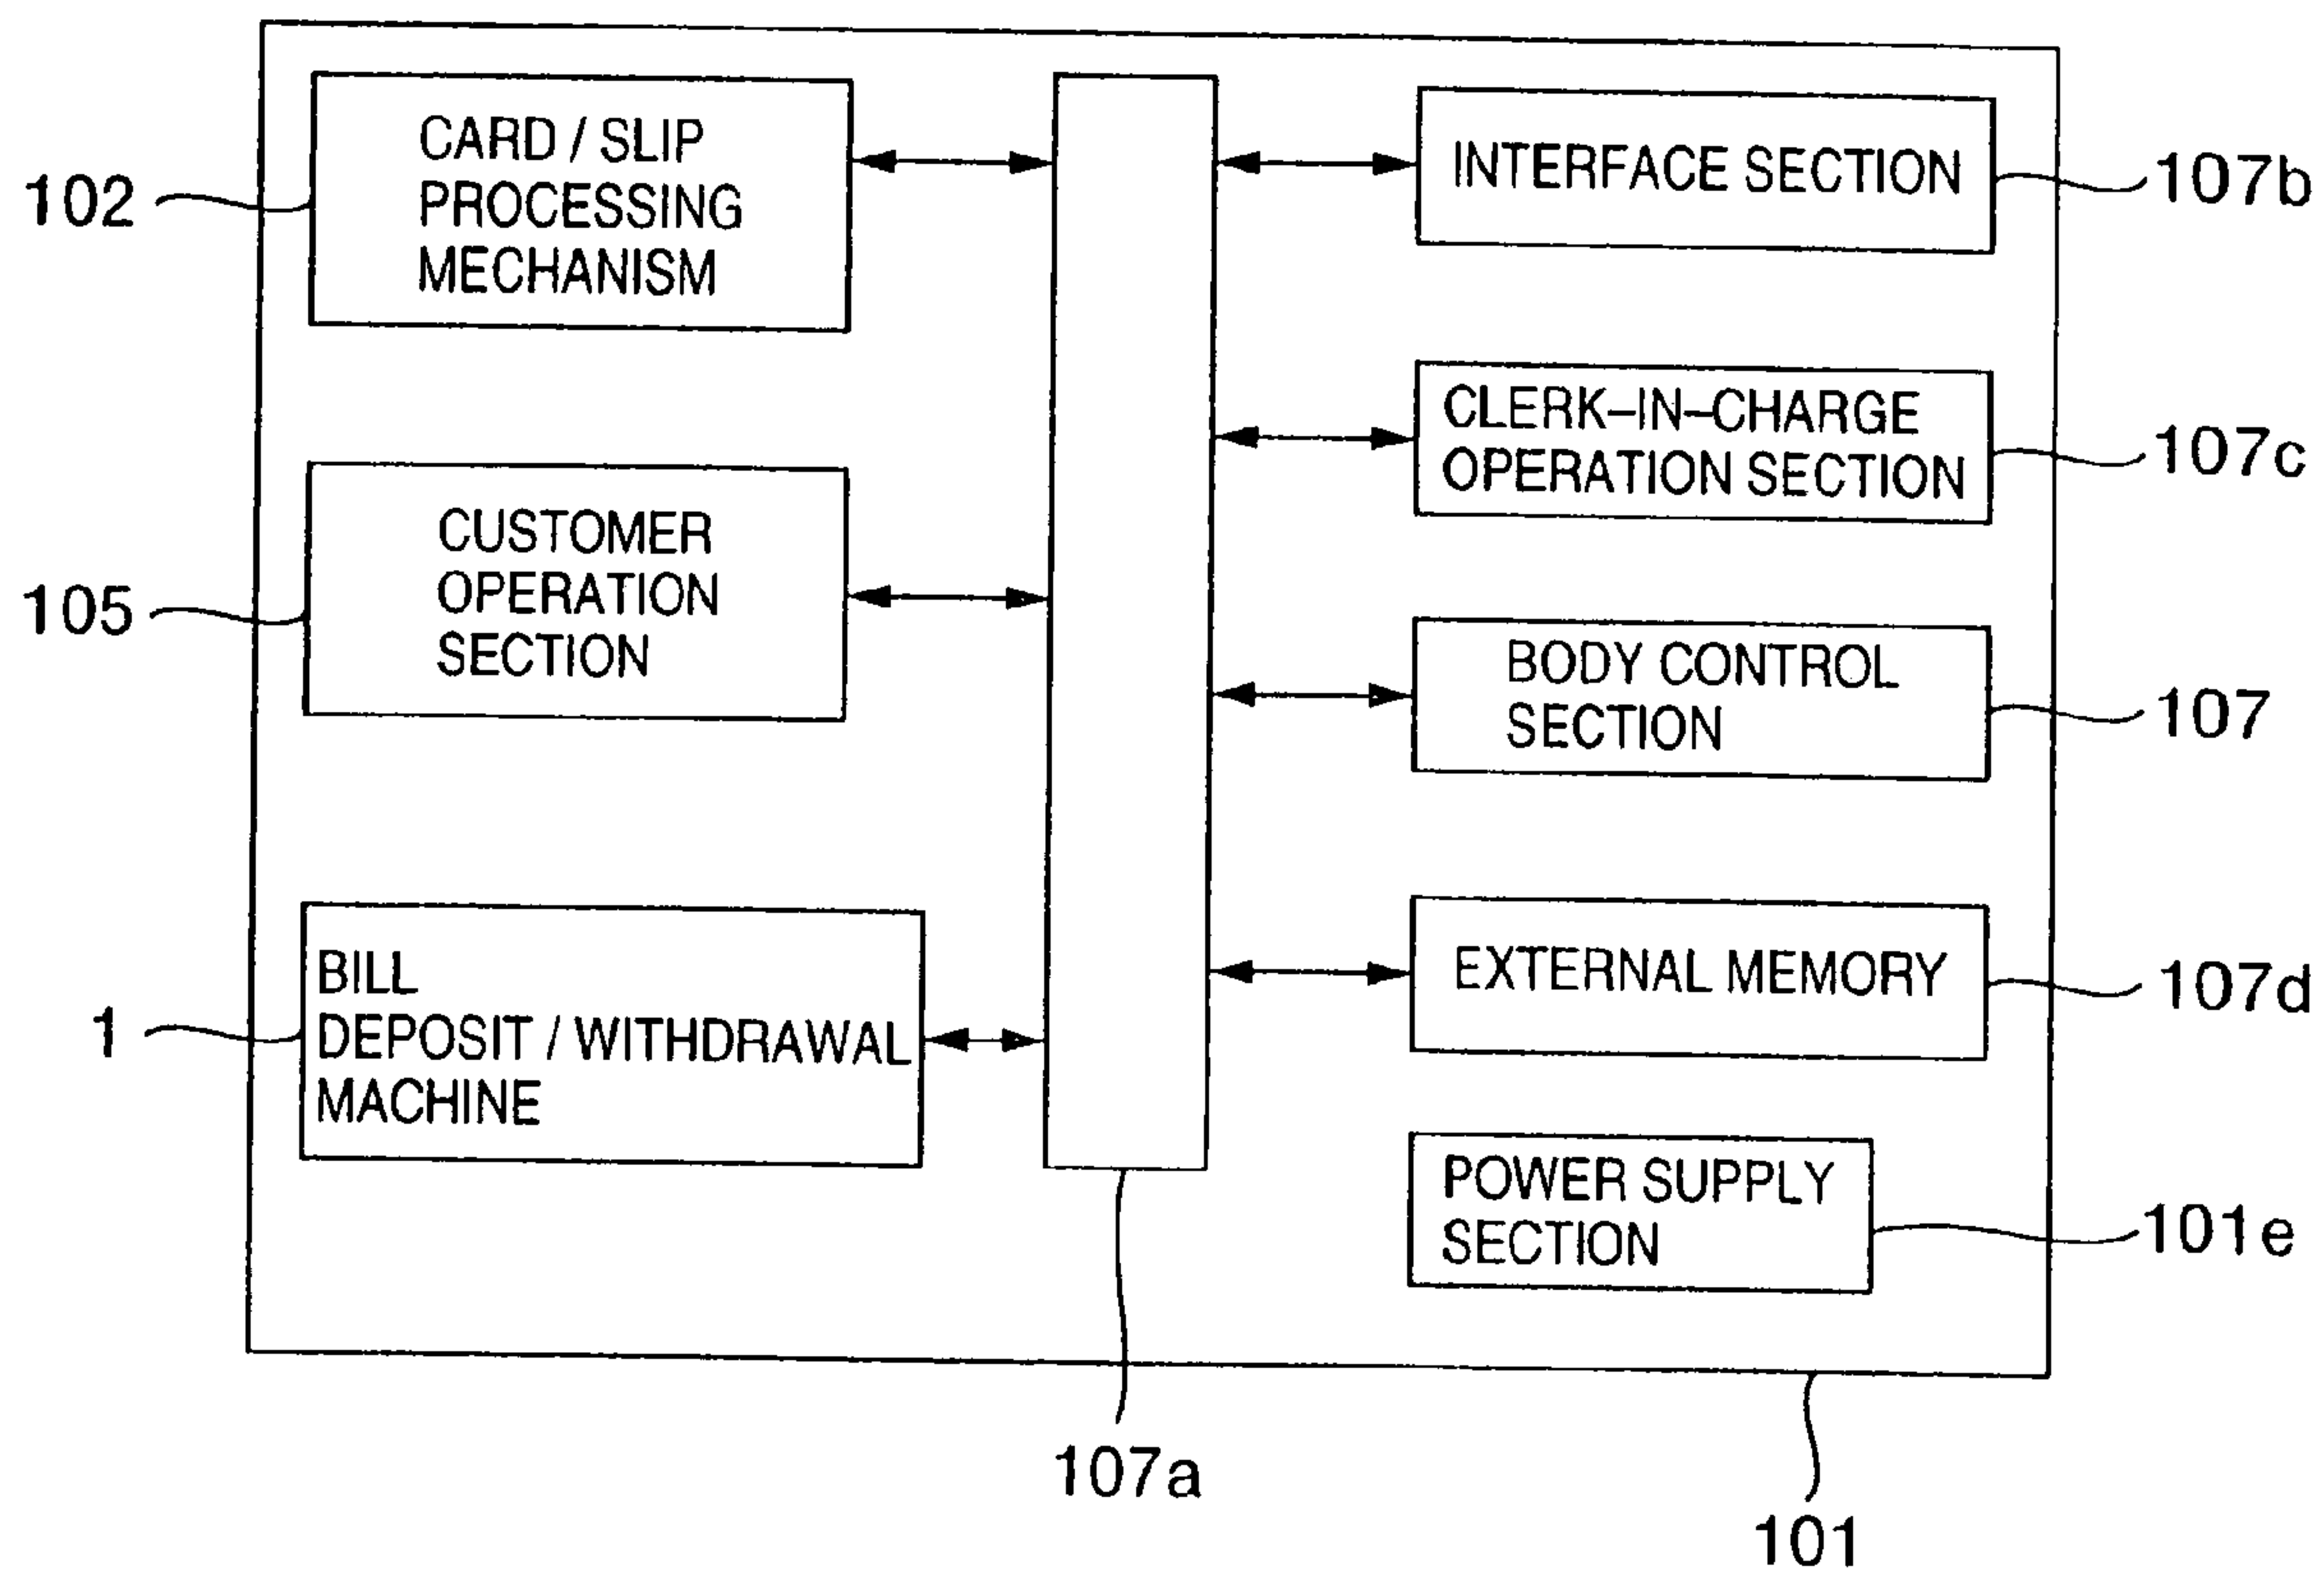 CARD / SLIP
PROCESSING
MECHANISM
102
INTERFACE SECTION
107b
CLERK–IN–CHARGE
OPERATION SECTION
107c
CUSTOMER
OPERATION
SECTION
105
BODY CONTROL
SECTION
107
BILL
DEPOSIT / WITHDRAWAL
MACHINE
1
EXTERNAL MEMORY
107d
POWER SUPPLY
SECTION
101e
107a
101